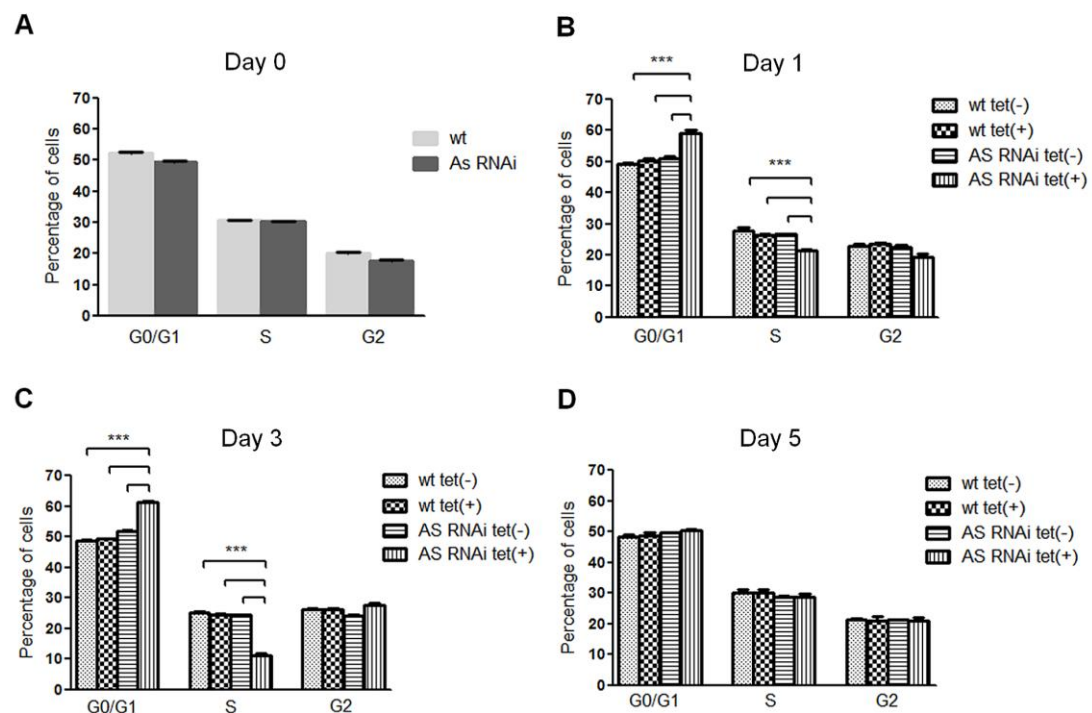 A
Day 0
Percentage of cells
70
60
50
40
30
20
10
0
G0/G1 S G2
wt
As RNAi
B
Day 1
Percentage of cells
70
60
50
40
30
20
10
0
***
***
G0/G1 S G2
wt tet(-)
wt tet(+)
AS RNAi tet(-)
AS RNAi tet(+)
C
Day 3
Percentage of cells
70
60
50
40
30
20
10
0
***
***
G0/G1 S G2
wt tet(-)
wt tet(+)
AS RNAi tet(-)
AS RNAi tet(+)
D
Day 5
Percentage of cells
70
60
50
40
30
20
10
0
G0/G1 S G2
wt tet(-)
wt tet(+)
AS RNAi tet(-)
AS RNAi tet(+)